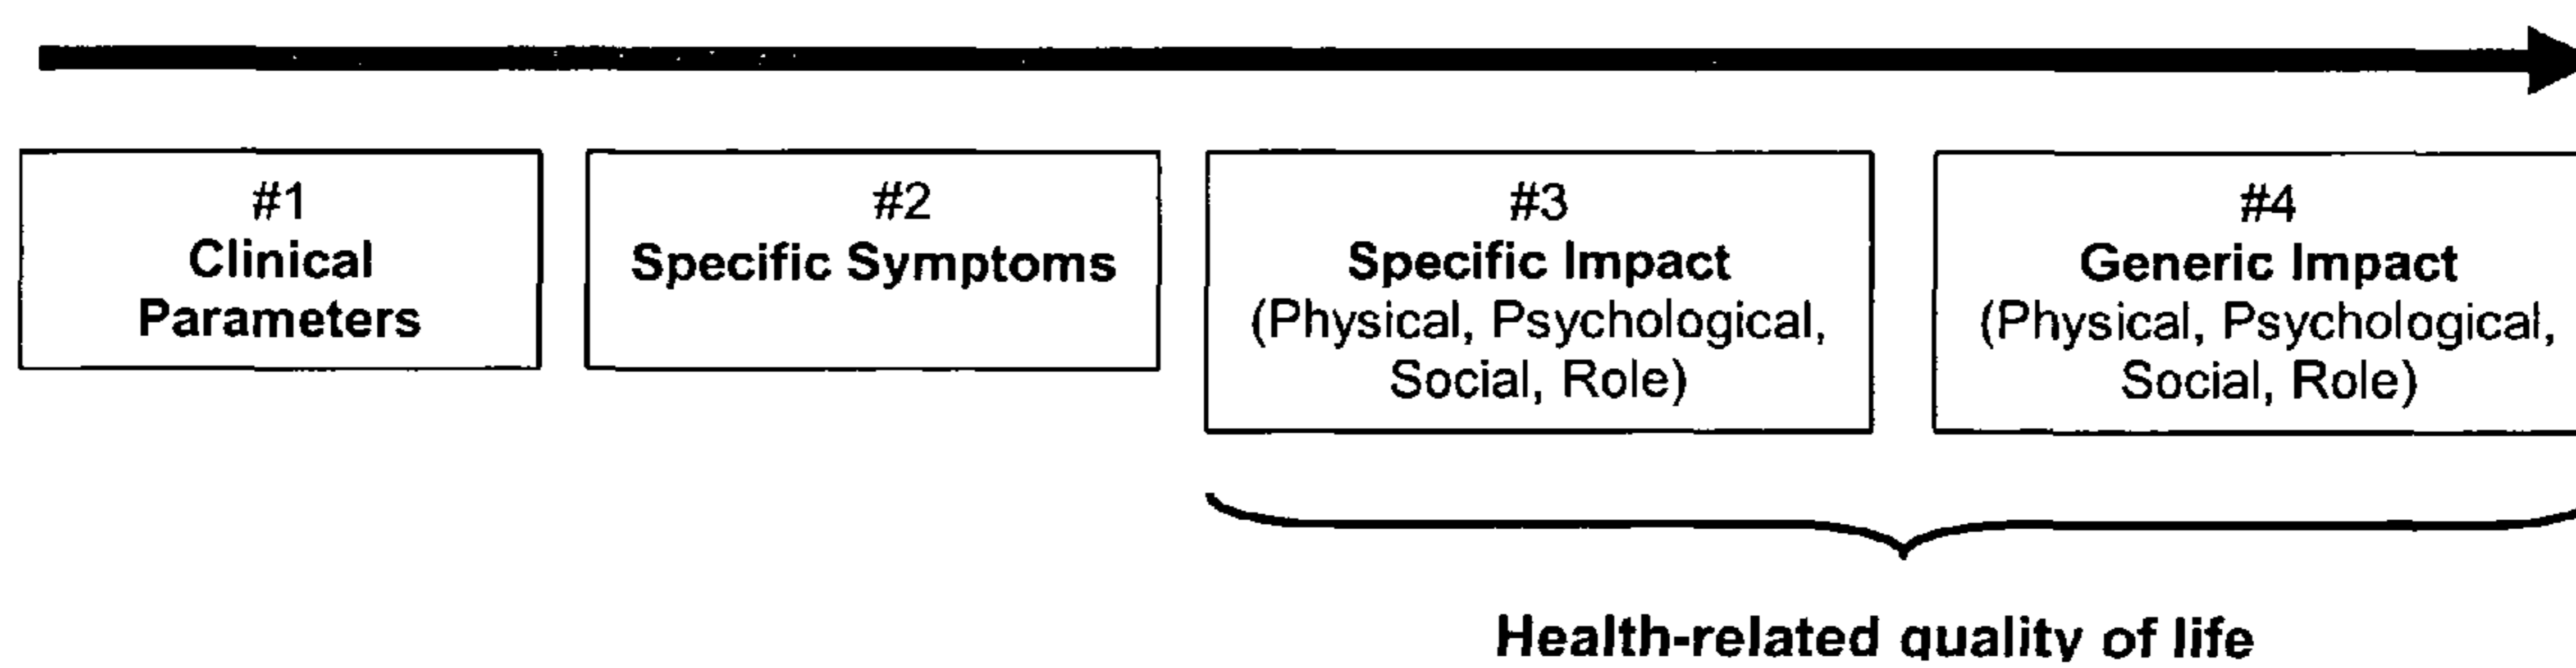 #1
Clinical
Parameters
#2
Specific Symptoms
#3
Specific Impact
(Physical, Psychological,
Social, Role)
#4
Generic Impact
(Physical, Psychological,
Social, Role)
Health-related quality of life